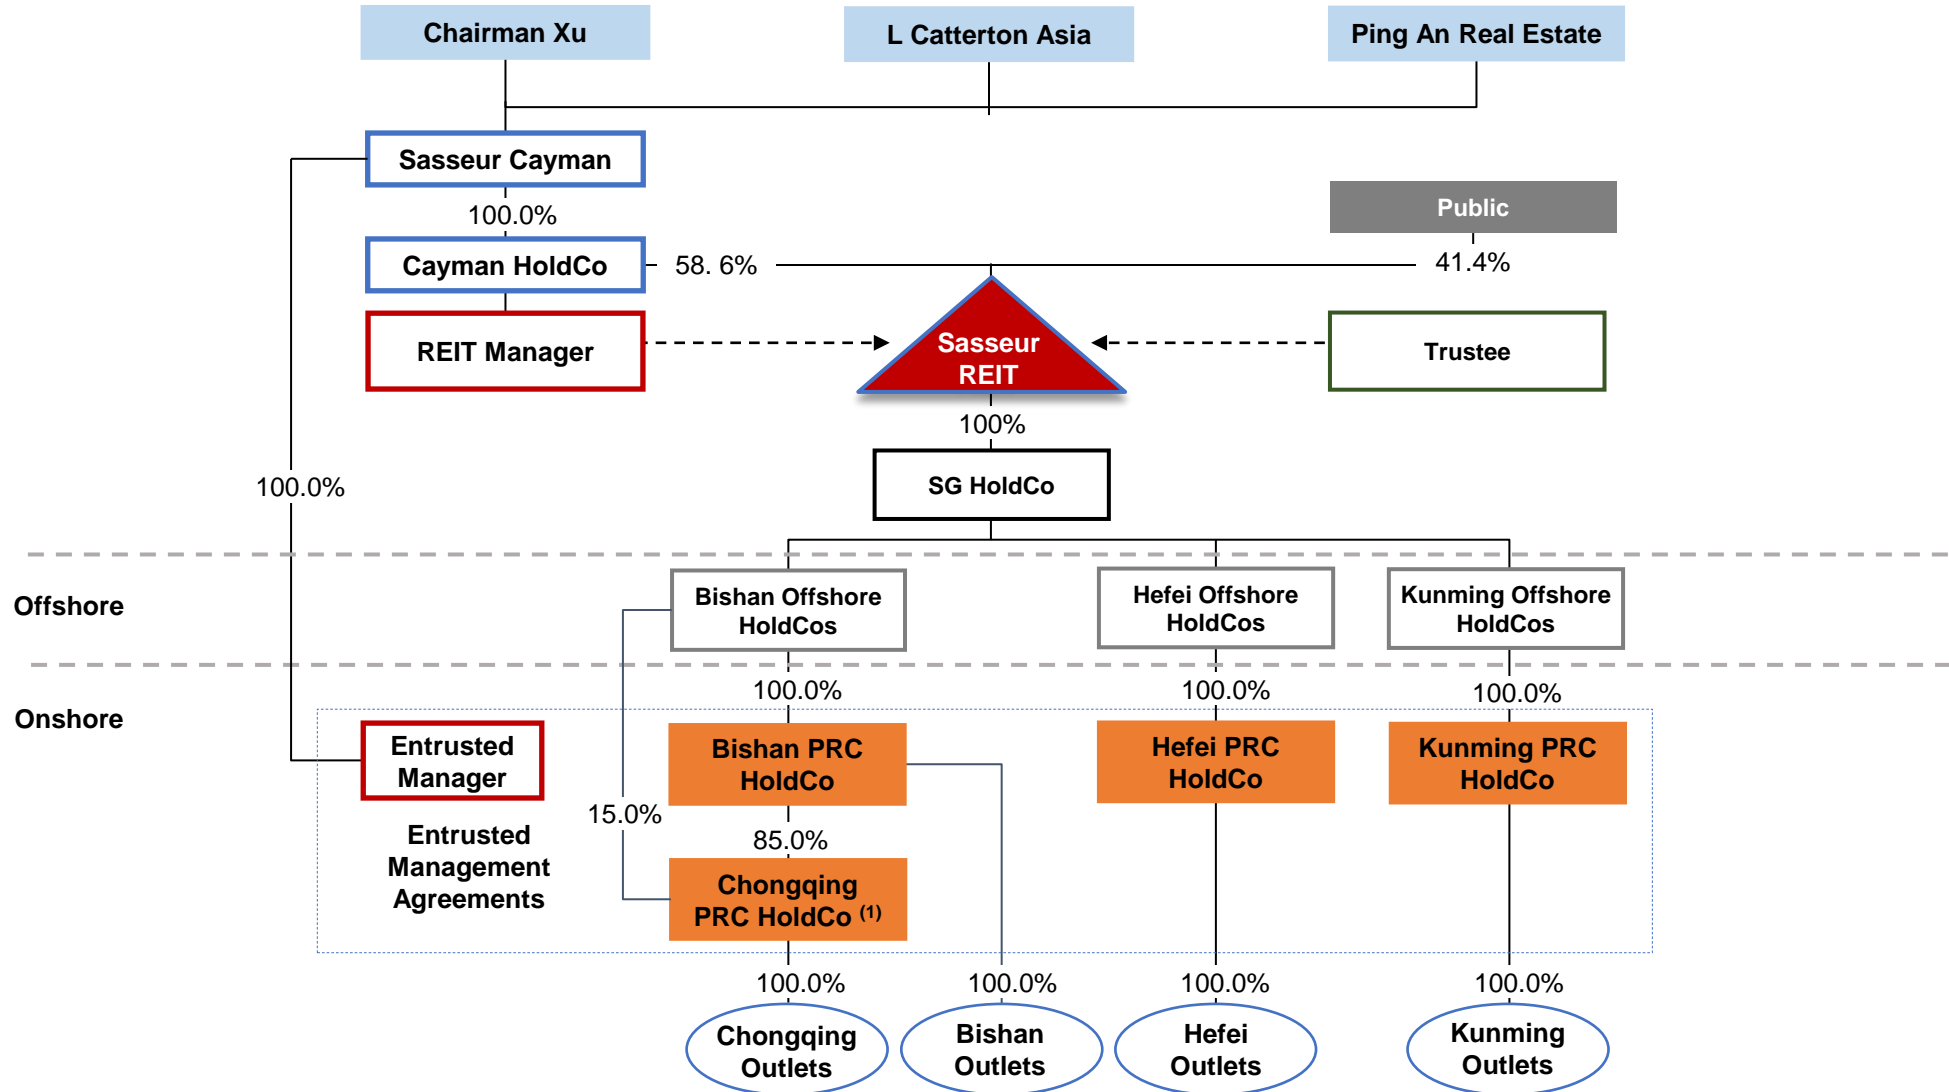 Chairman Xu
L Catterton Asia
Ping An Real Estate
Sasseur Cayman
100.0%
Public
Cayman HoldCo
58. 6%
41.4%
REIT Manager
Sasseur
REIT
Trustee
100%
SG HoldCo
100.0%
Offshore
Bishan Offshore
HoldCos
Hefei Offshore
HoldCos
Kunming Offshore
HoldCos
100.0%
100.0%
100.0%
Onshore
Entrusted
Manager
Bishan PRC
HoldCo
Hefei PRC
HoldCo
Kunming PRC
HoldCo
15.0%
85.0%
Entrusted
Management
Agreements
Chongqing
PRC HoldCo (1)
100.0%
100.0%
100.0%
100.0%
Chongqing
Outlets
Bishan
Outlets
Hefei
Outlets
Kunming
Outlets